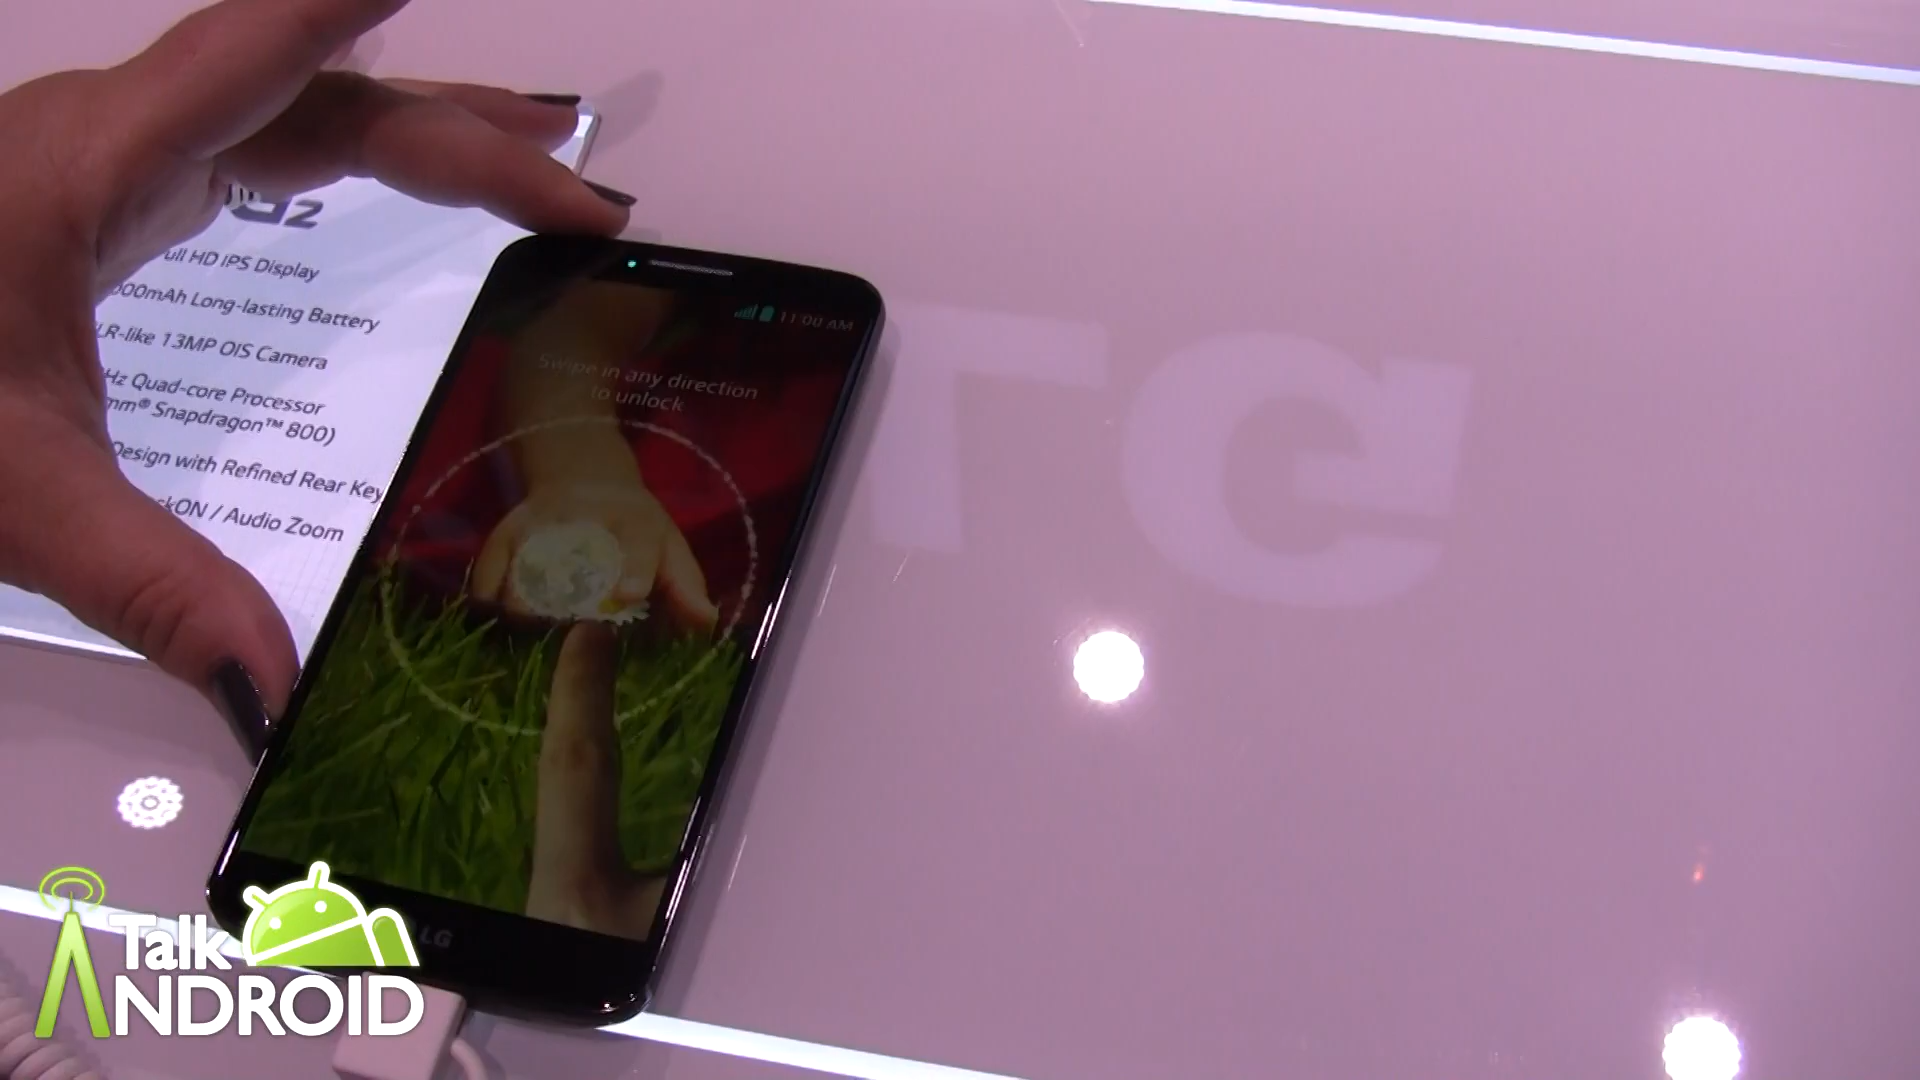 G2
ull HD IPS Display
000mAh Long-lasting Battery
LR-like 13MP OIS Camera
Hz Quad-core Processor
mm® Snapdragon™ 800)
Design with Refined Rear Key
ckON / Audio Zoom
11:00 AM
Swipe in any direction
to unlock
LG
LG
Talk
ANDROID